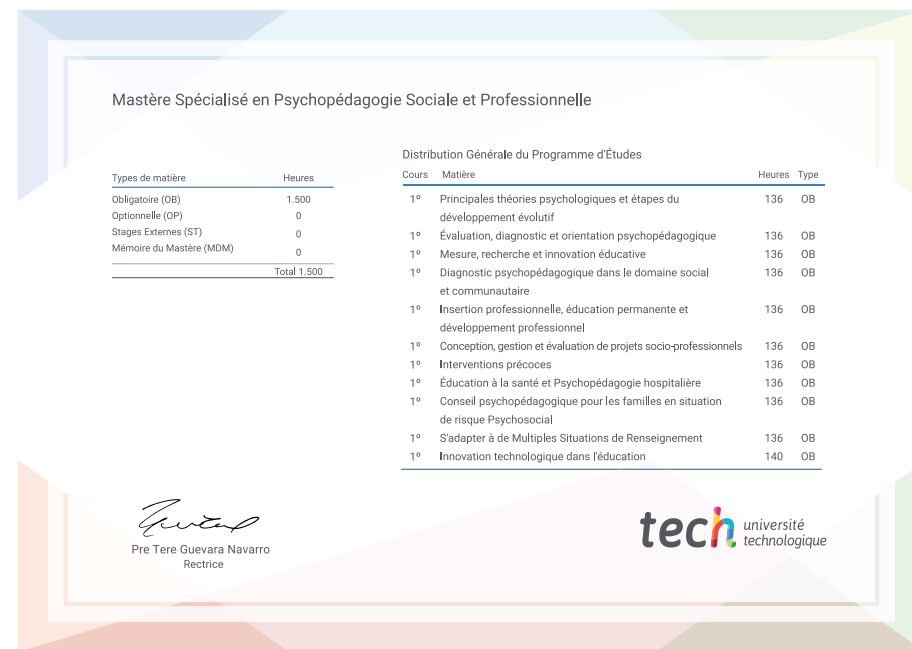 Mastère Spécialisé en Psychopédagogie Sociale et Professionnelle
Types de matière Heures
Obligatoire (OB) 1.500
Optionnelle (OP) 0
Stages Externes (ST) 0
Mémoire du Mastère (MDM) 0
Total 1.500
Distribution Générale du Programme d'Études
Cours Matière Heures Type
1º Principales théories psychologiques et étapes du 136 OB
développement évolutif
1º Évaluation, diagnostic et orientation psychopédagogique 136 OB
1º Mesure, recherche et innovation éducative 136 OB
1º Diagnostic psychopédagogique dans le domaine social 136 OB
et communautaire
1º Insertion professionnelle, éducation permanente et 136 OB
développement professionnel
1º Conception, gestion et évaluation de projets socio-professionnels 136 OB
1º Interventions précoces 136 OB
1º Éducation à la santé et Psychopédagogie hospitalière 136 OB
1º Conseil psychopédagogique pour les familles en situation 136 OB
de risque Psychosocial
1º S'adapter à de Multiples Situations de Renseignement 136 OB
1º Innovation technologique dans l'éducation 140 OB
Pre Tere Guevara Navarro
Rectrice
tech université
technologique